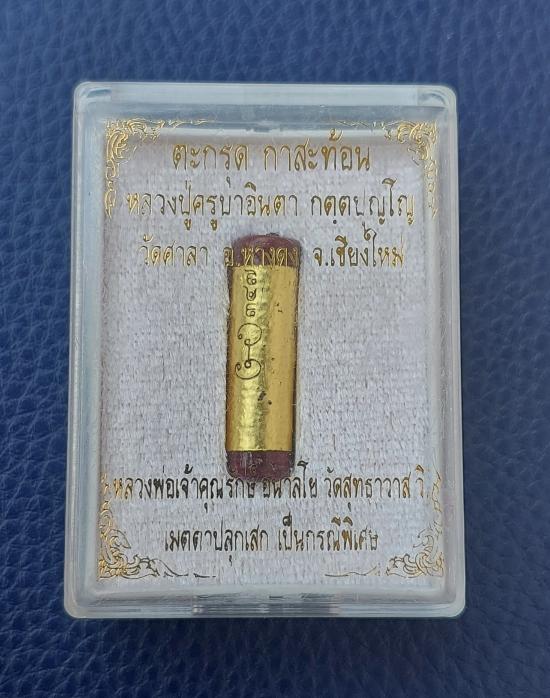 ตะกรุด กาสะท้อน
หลวงปู่ครูบาอินตา กตฺตปุญฺโญ
วัดศาลา อ.หางดง จ.เชียงใหม่
๓๔๗
หลวงพ่อเจ้าคุณรักษ์ อนาลโย วัดสุทธาวาส วิ.
เมตตาปลุกเสก เป็นกรณีพิเศษ